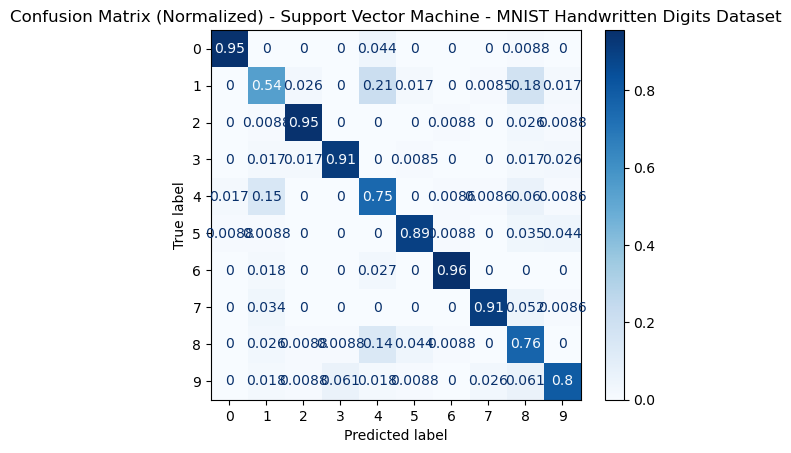 Confusion Matrix (Normalized) - Support Vector Machine - MNIST Handwritten Digits Dataset
0 0.95 0 0 0 0.044 0 0 0 0.0088 0
1 0 0.54 0.026 0 0.21 0.017 0 0.0085 0.18 0.017
2 0 0.0088 0.95 0 0 0 0.0088 0 0.026 0.0088
3 0 0.017 0.017 0.91 0 0.0085 0 0 0.017 0.026
4 0.017 0.15 0 0 0.75 0 0.0086 0.0086 0.06 0.0086
5 0.0088 0.0088 0 0 0 0.89 0.0088 0 0.035 0.044
6 0 0.018 0 0 0.027 0 0.96 0 0 0
7 0 0.034 0 0 0 0 0 0.91 0.052 0.0086
8 0 0.026 0.0088 0.0088 0.14 0.044 0.0088 0 0.76 0
9 0 0.018 0.0088 0.061 0.018 0.0088 0 0.026 0.061 0.8
0 1 2 3 4 5 6 7 8 9
Predicted label
True label
0.8
0.6
0.4
0.2
0.0